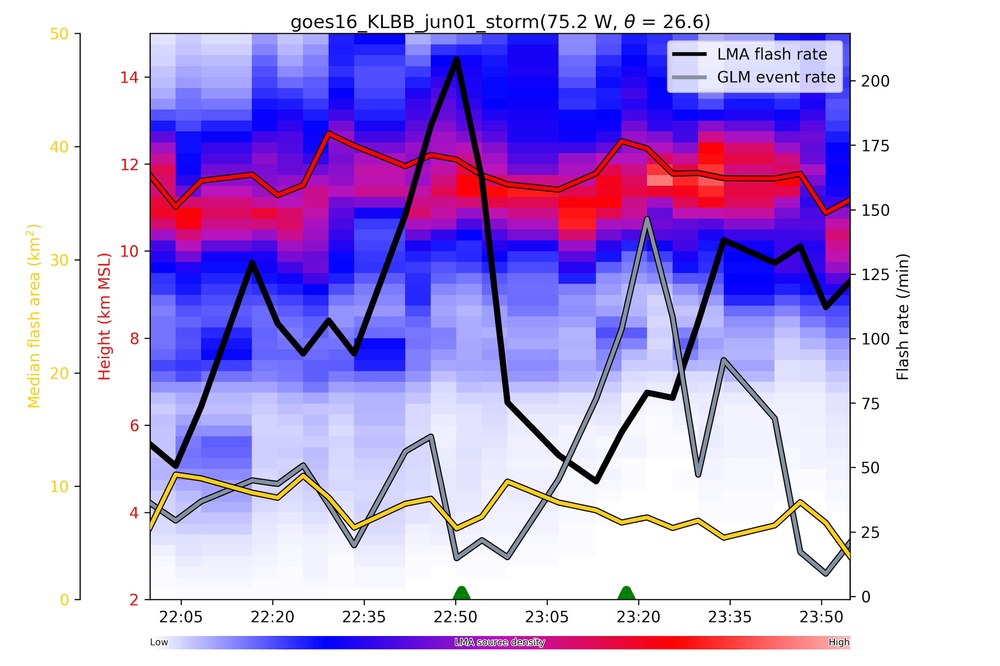 goes16_KLBB_jun01_storm(75.2 W, θ = 26.6)
LMA flash rate
GLM event rate
50
40
30
20
10
0
Median flash area (km²)
14
12
10
8
6
4
2
Height (km MSL)
200
175
150
125
100
75
50
25
0
Flash rate (/min)
22:05 22:20 22:35 22:50 23:05 23:20 23:35 23:50
Low LMA source density High